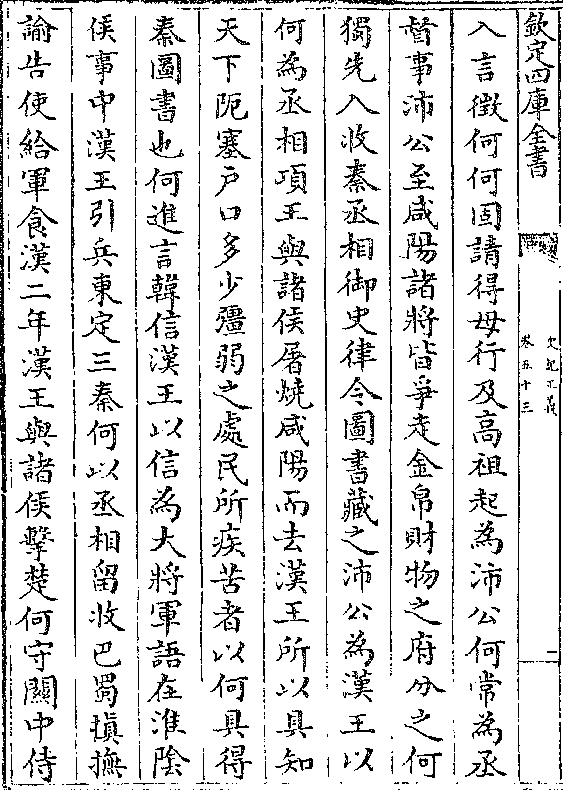 欽定四庫全書
史記正義
卷五十三
二
入言徵何何固請得毋行及高祖起為沛公何常為丞
督事沛公至咸陽諸將皆爭走金帛財物之府分之何
獨先入收秦丞相御史律令圖書藏之沛公為漢王以
何為丞相項王與諸侯屠燒咸陽而去漢王所以具知
天下阨塞戶口多少彊弱之處民所疾苦者以何具得
秦圖書也何進言韓信漢王以信為大將軍語在淮陰
侯事中漢王引兵東定三秦何以丞相留收巴蜀塡撫
諭告使給軍食漢二年漢王與諸侯擊楚何守關中侍